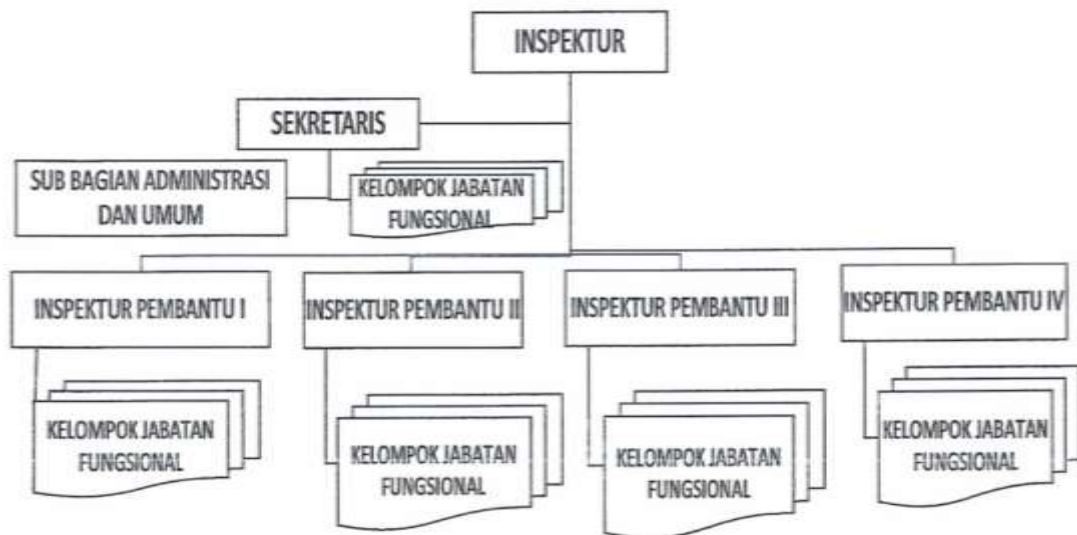 INSPEKTUR
SEKRETARIS
SUB BAGIAN ADMINISTRASI
DAN UMUM
KELOMPOK JABATAN
FUNGSIONAL
INSPEKTUR PEMBANTU I
INSPEKTUR PEMBANTU II
INSPEKTUR PEMBANTU III
INSPEKTUR PEMBANTU IV
KELOMPOK JABATAN
FUNGSIONAL
KELOMPOK JABATAN
FUNGSIONAL
KELOMPOK JABATAN
FUNGSIONAL
KELOMPOK JABATAN
FUNGSIONAL